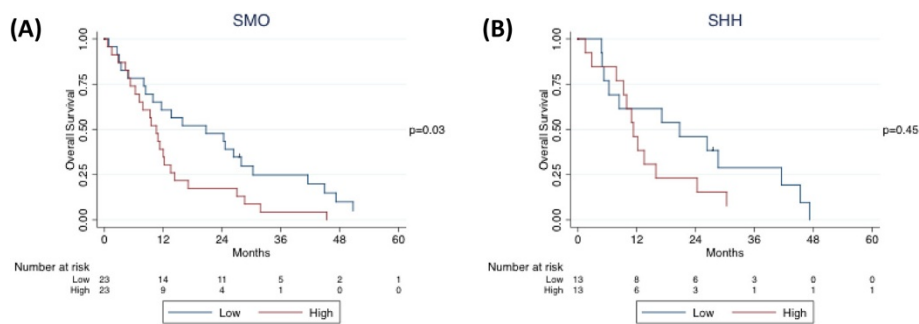 (A)
SMO
Overall Survival
1.00
0.75
0.50
0.25
0.00
p=0.03
0 12 24 36 48 60
Months
Number at risk
Low 23 14 11 5 2 1
High 23 9 4 1 0 0
Low High
(B)
SHH
Overall Survival
1.00
0.75
0.50
0.25
0.00
p=0.45
0 12 24 36 48 60
Months
Number at risk
Low 13 8 6 3 0 0
High 13 6 3 1 1 1
Low High